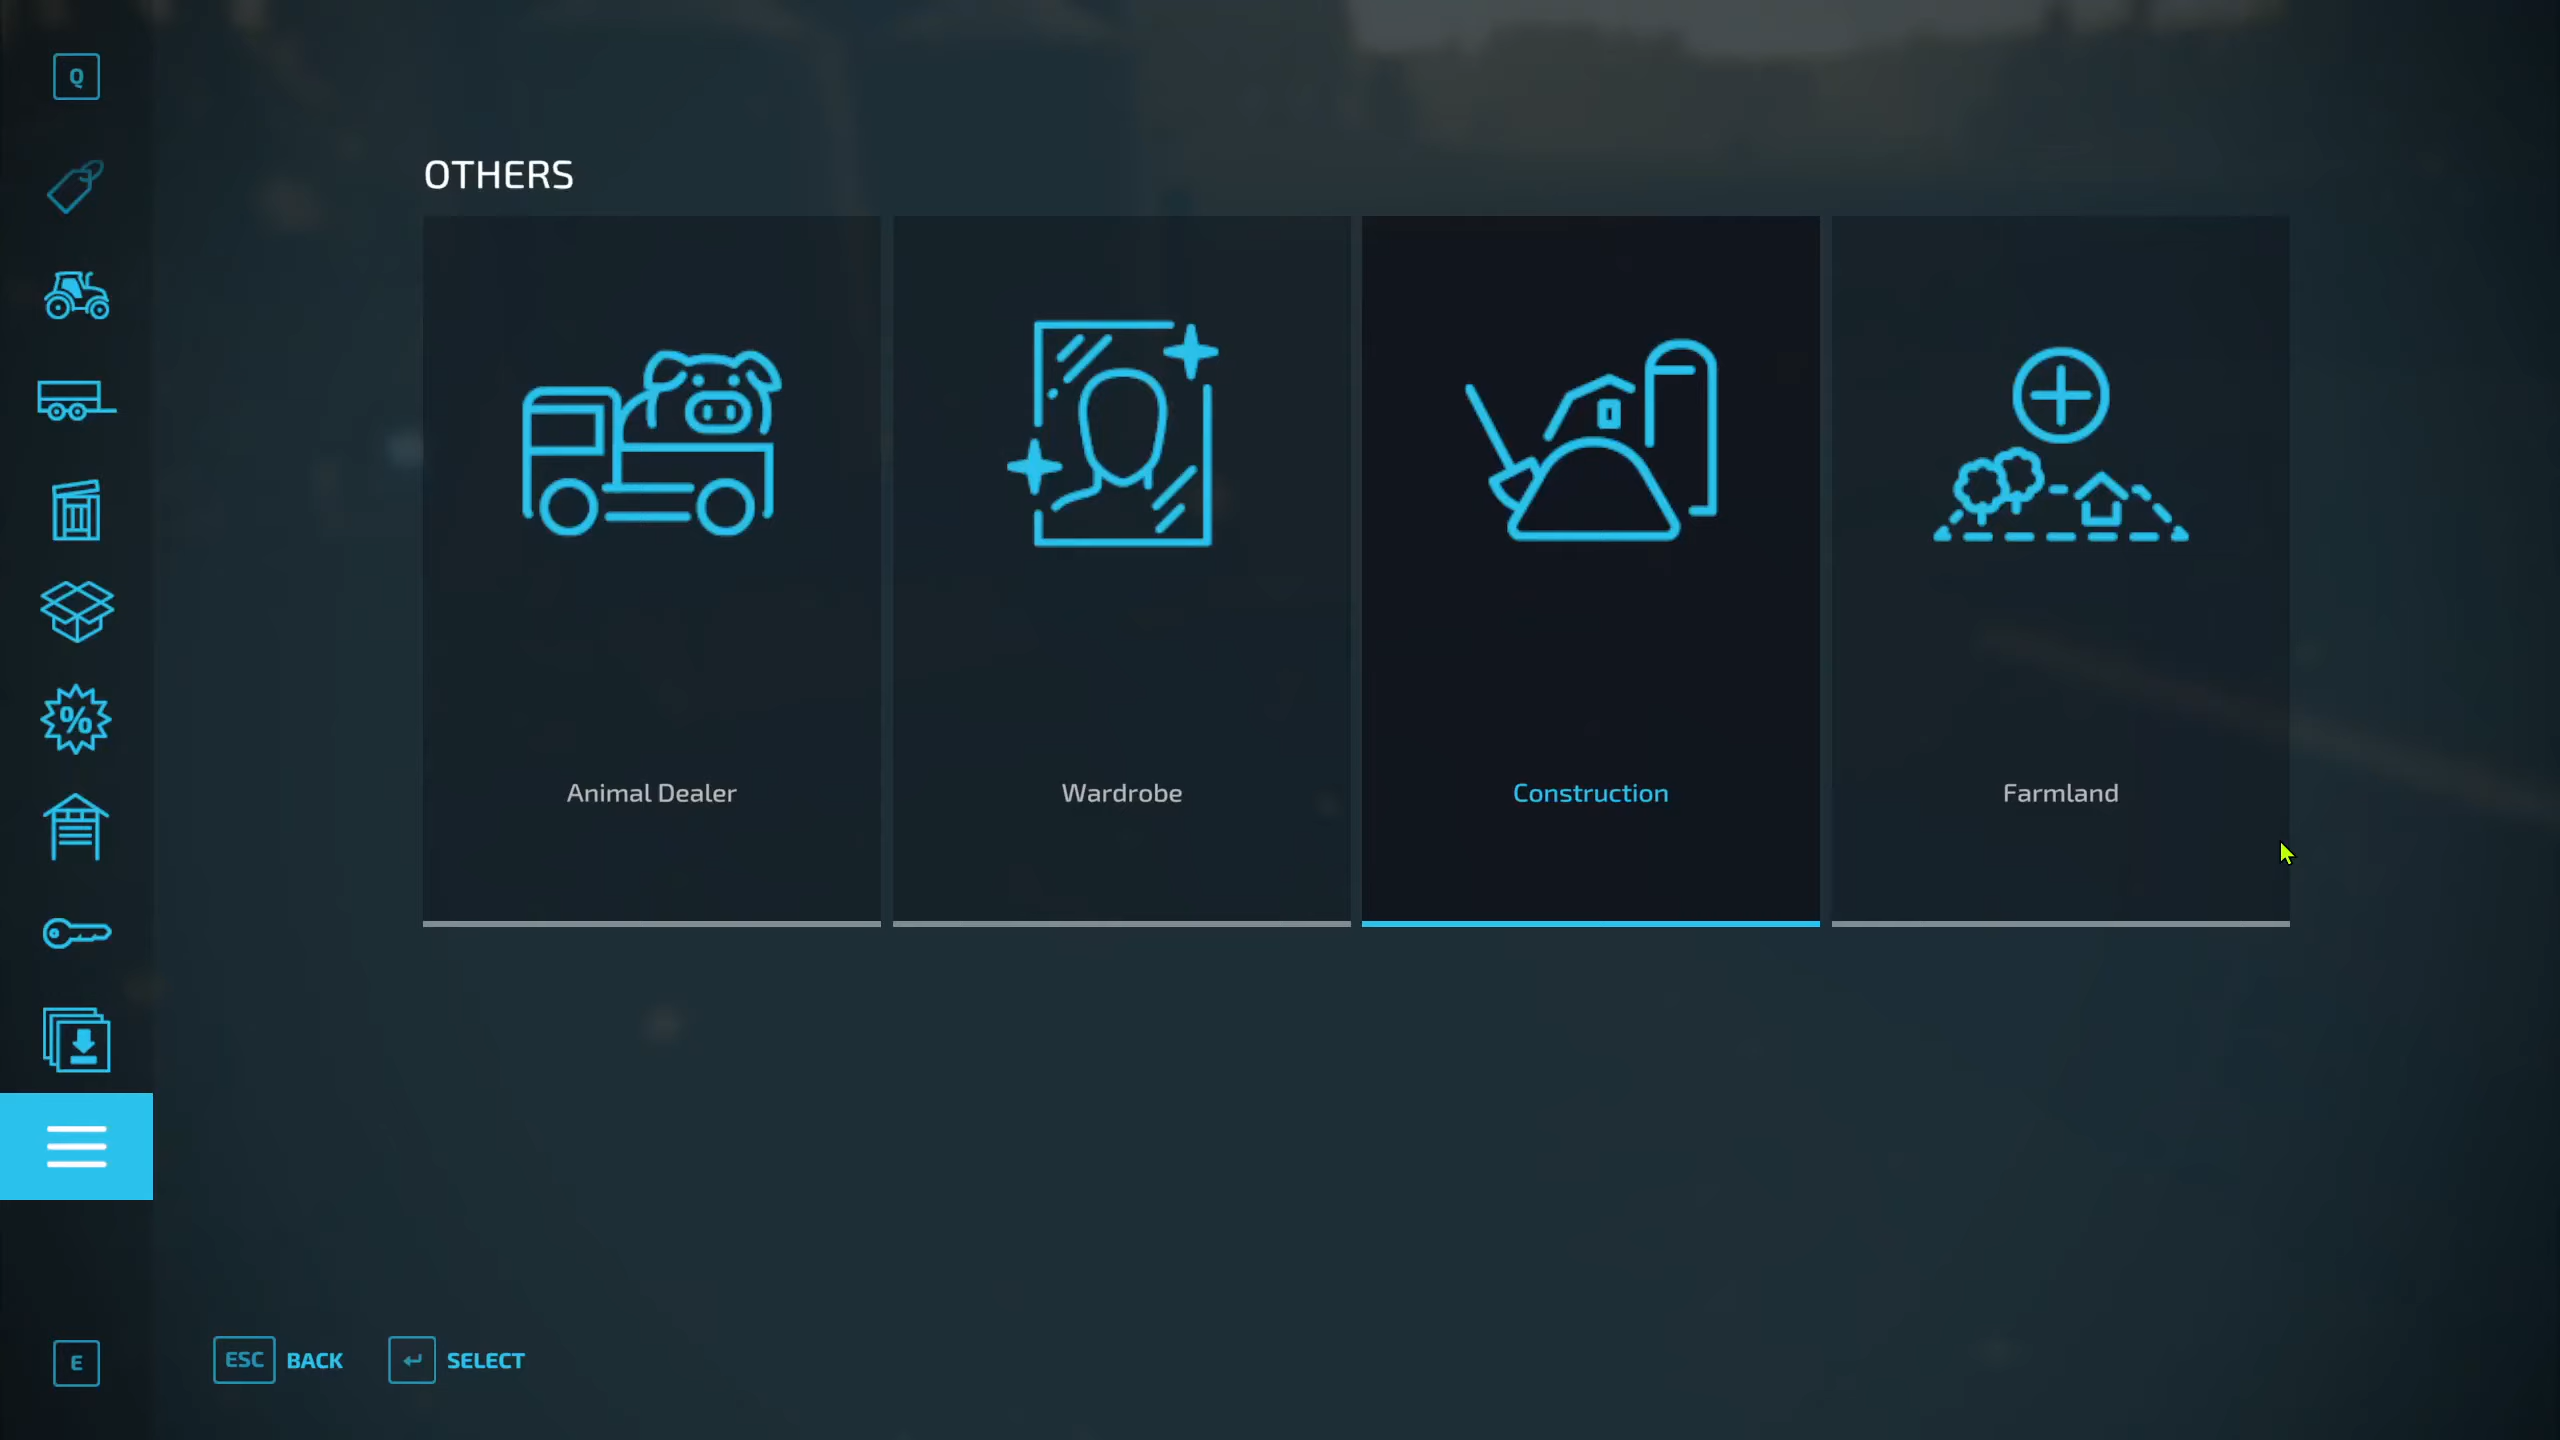 Q
OTHERS
Animal Dealer
Wardrobe
Construction
Farmland
%
E
ESC BACK
SELECT